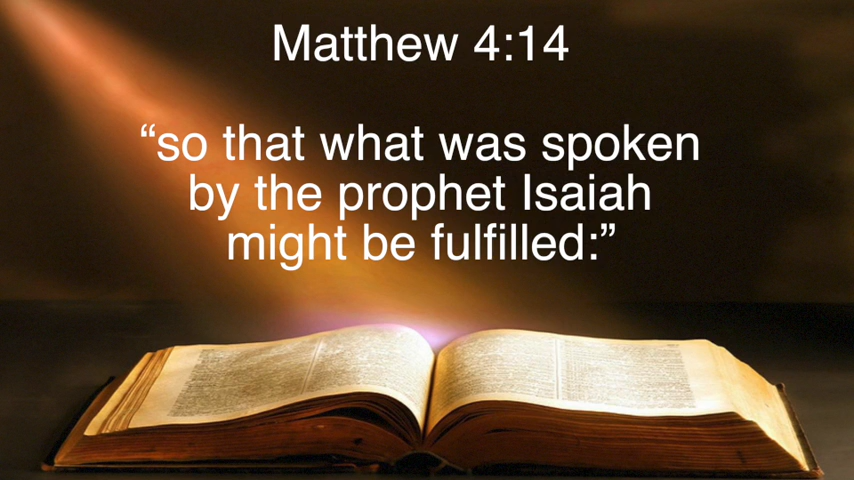 Matthew 4:14
“so that what was spoken
by the prophet Isaiah
might be fulfilled:”